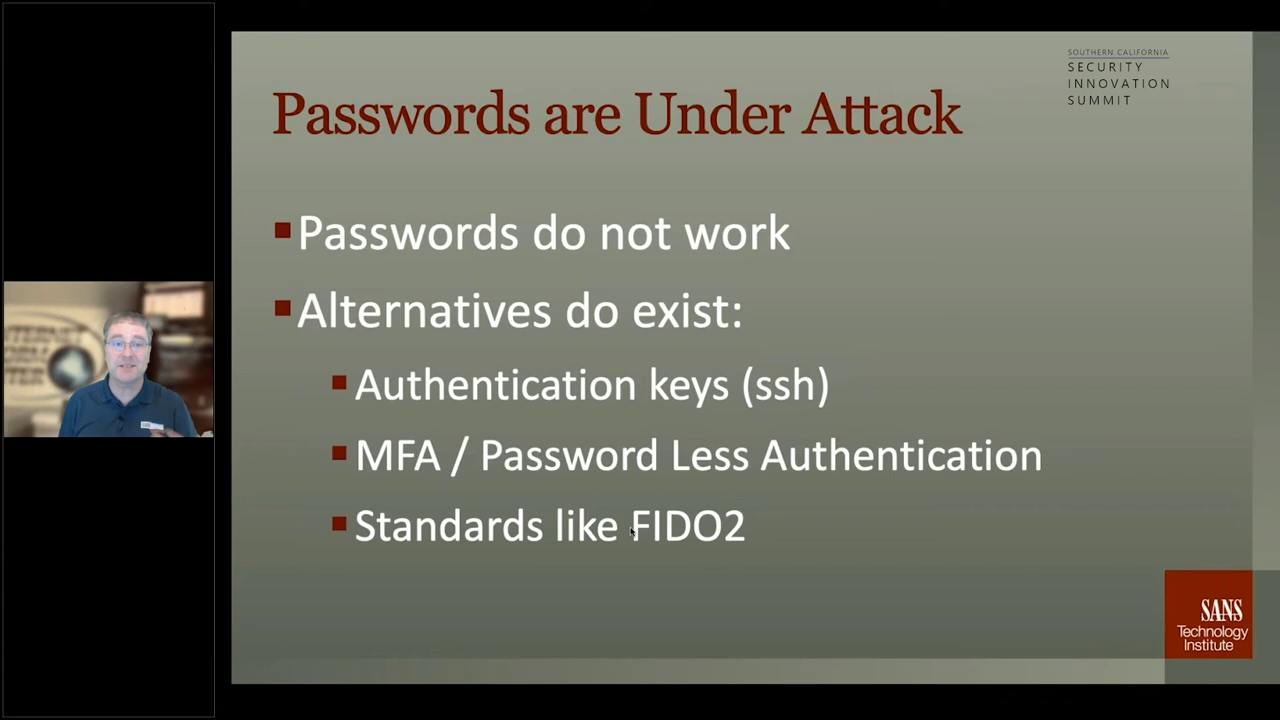 SOUTHERN CALIFORNIA
SECURITY
INNOVATION
SUMMIT
Passwords are Under Attack
Passwords do not work
Alternatives do exist:
Authentication keys (ssh)
MFA / Password Less Authentication
Standards like FIDO2
SANS
Technology
Institute